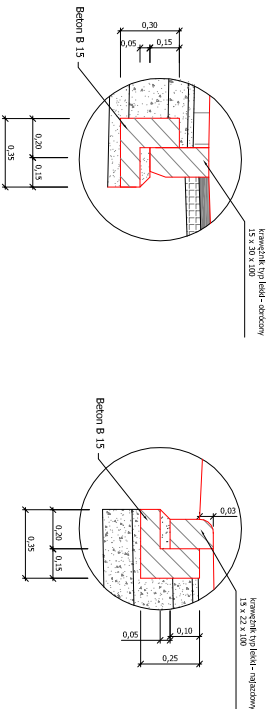 0,30
0,05
0,15
Beton B 15
0,20
0,15
0,35
krawężnik typ lekki - obrócony
15 x 30 x 100
krawężnik typ lekki - najazdowy
15 x 22 x 100
0,03
Beton B 15
0,20
0,15
0,35
0,05
0,10
0,25